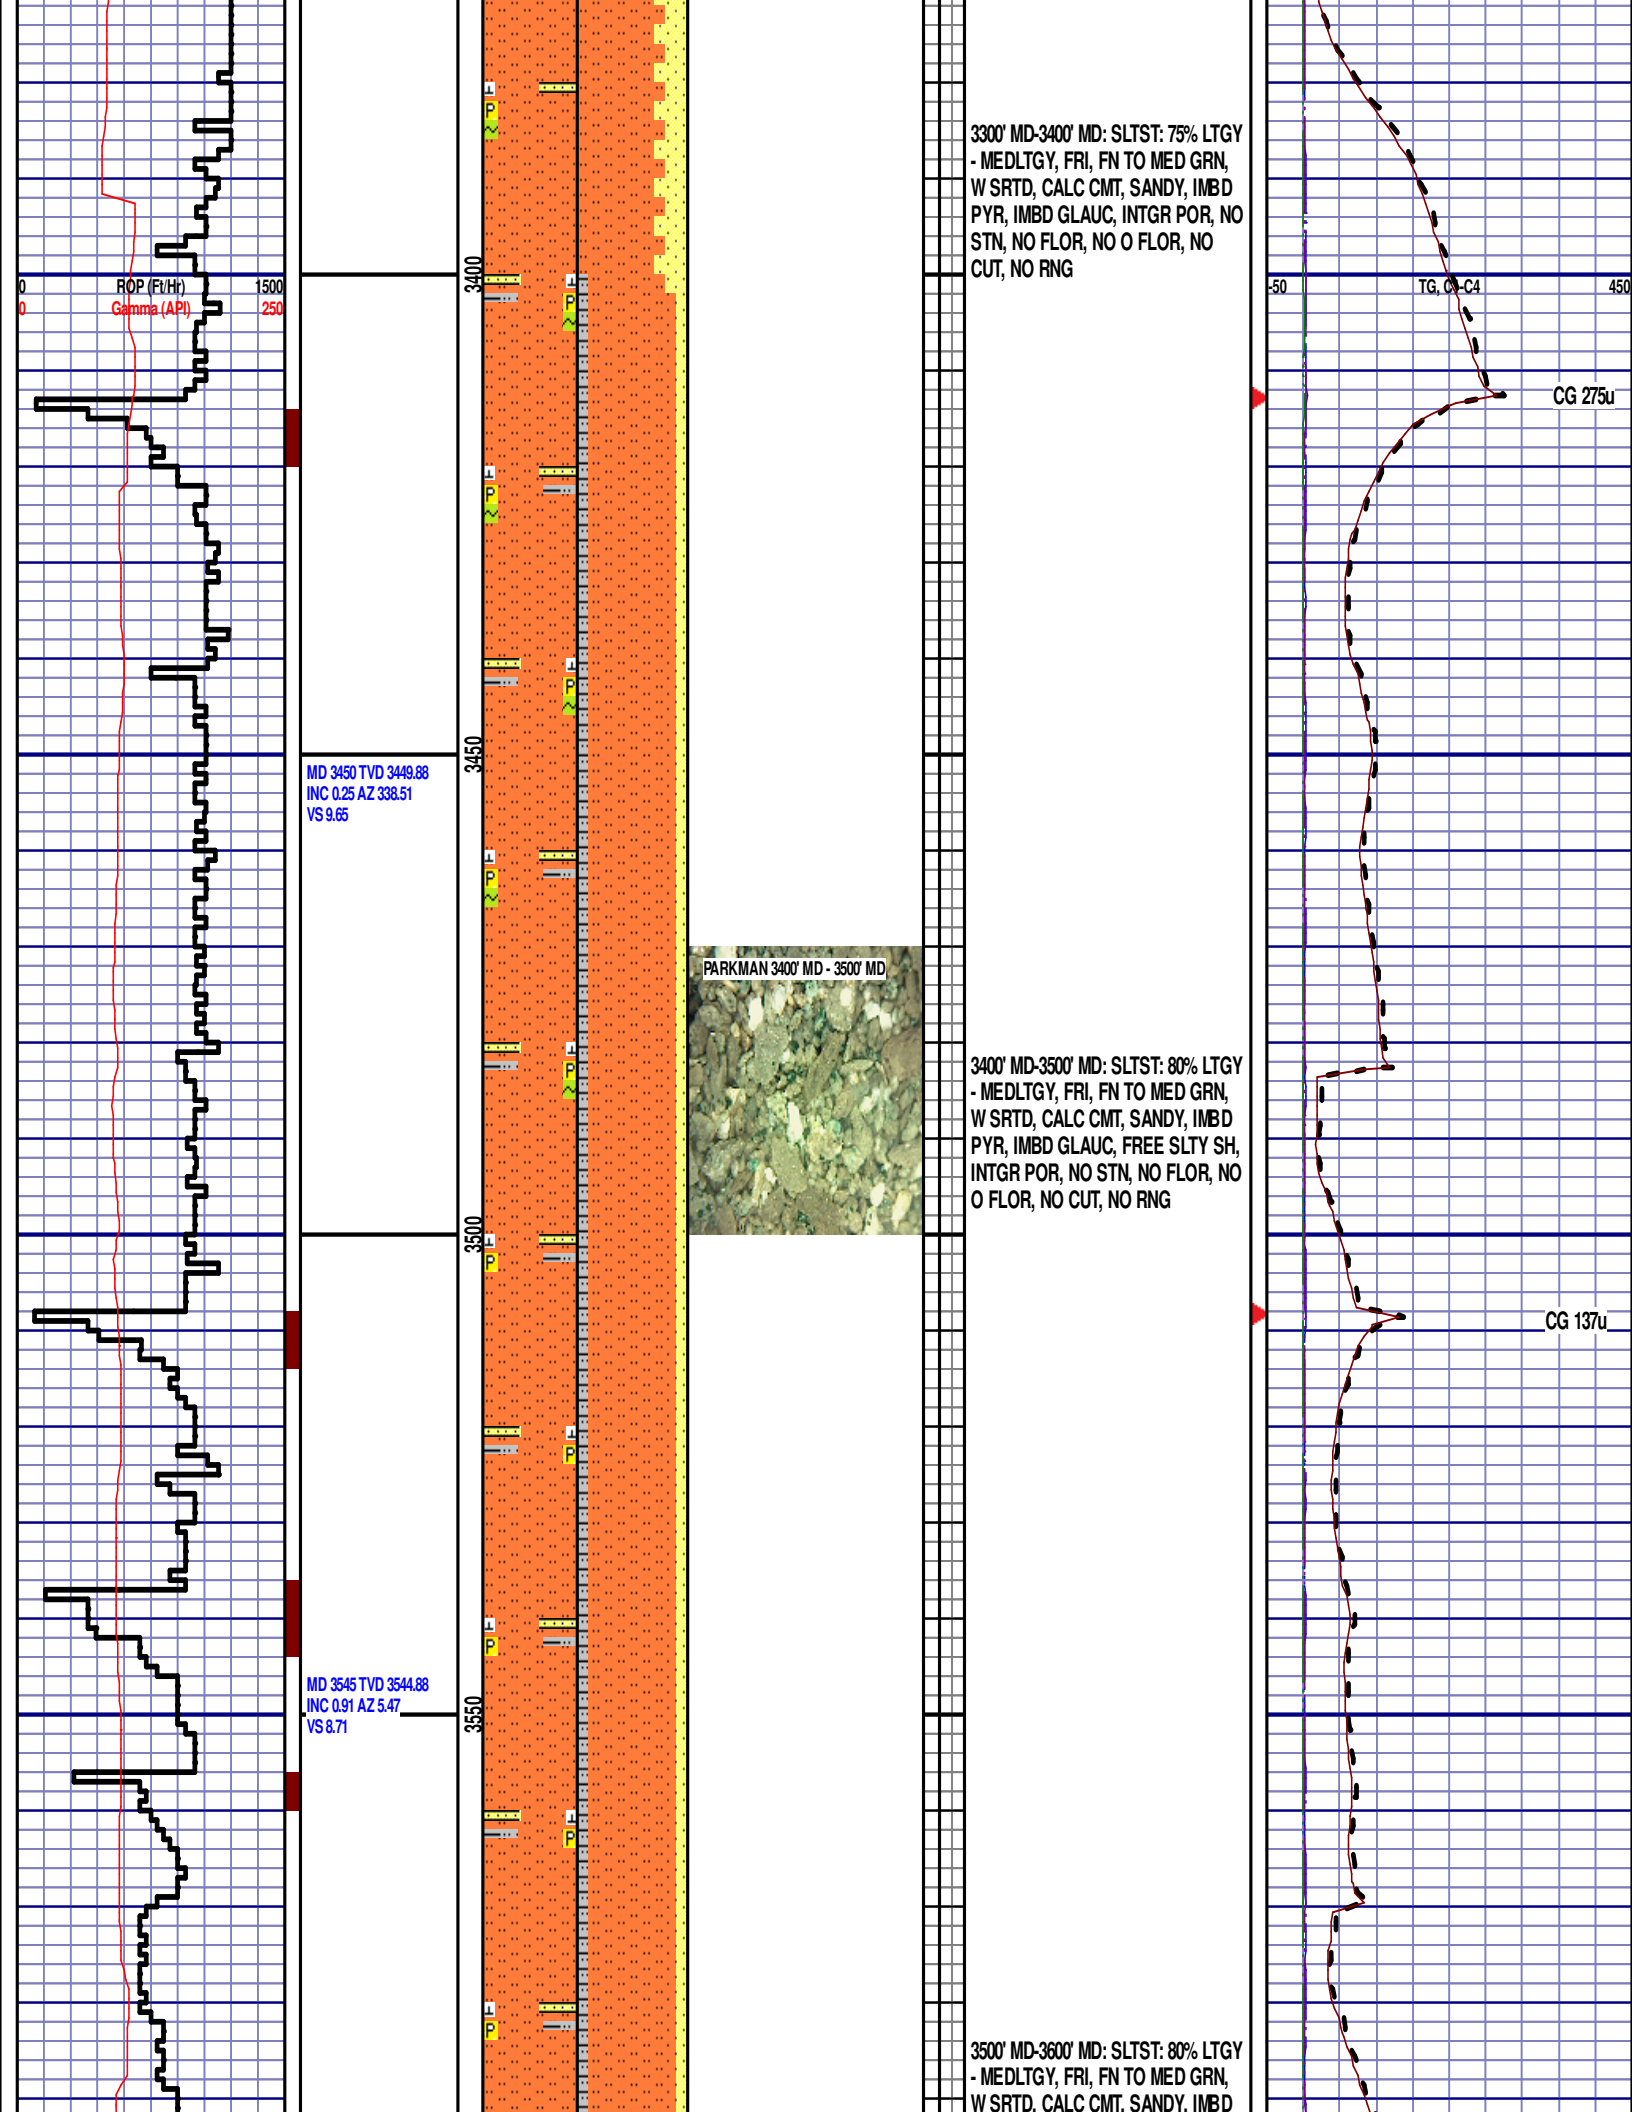 3300' MD-3400' MD: SLTST: 75% LTGY
- MEDLTGY, FRI, FN TO MED GRN,
W SRTD, CALC CMT, SANDY, IMBD
PYR, IMBD GLAUC, INTGR POR, NO
STN, NO FLOR, NO O FLOR, NO
CUT, NO RNG
3400
0 ROP (Ft/Hr) 1500
0 Gamma (API) 250
-50 TG, C1-C4 450
CG 275u
3450
MD 3450 TVD 3449.88
INC 0.25 AZ 338.51
VS 9.65
PARKMAN 3400' MD - 3500' MD
3400' MD-3500' MD: SLTST: 80% LTGY
- MEDLTGY, FRI, FN TO MED GRN,
W SRTD, CALC CMT, SANDY, IMBD
PYR, IMBD GLAUC, FREE SLTY SH,
INTGR POR, NO STN, NO FLOR, NO
O FLOR, NO CUT, NO RNG
3500
CG 137u
MD 3545 TVD 3544.88
INC 0.91 AZ 5.47
VS 8.71
3550
3500' MD-3600' MD: SLTST: 80% LTGY
- MEDLTGY, FRI, FN TO MED GRN,
W SRTD, CALC CMT, SANDY, IMBD
P
P
P
P
P
P
P
P
P
P
P